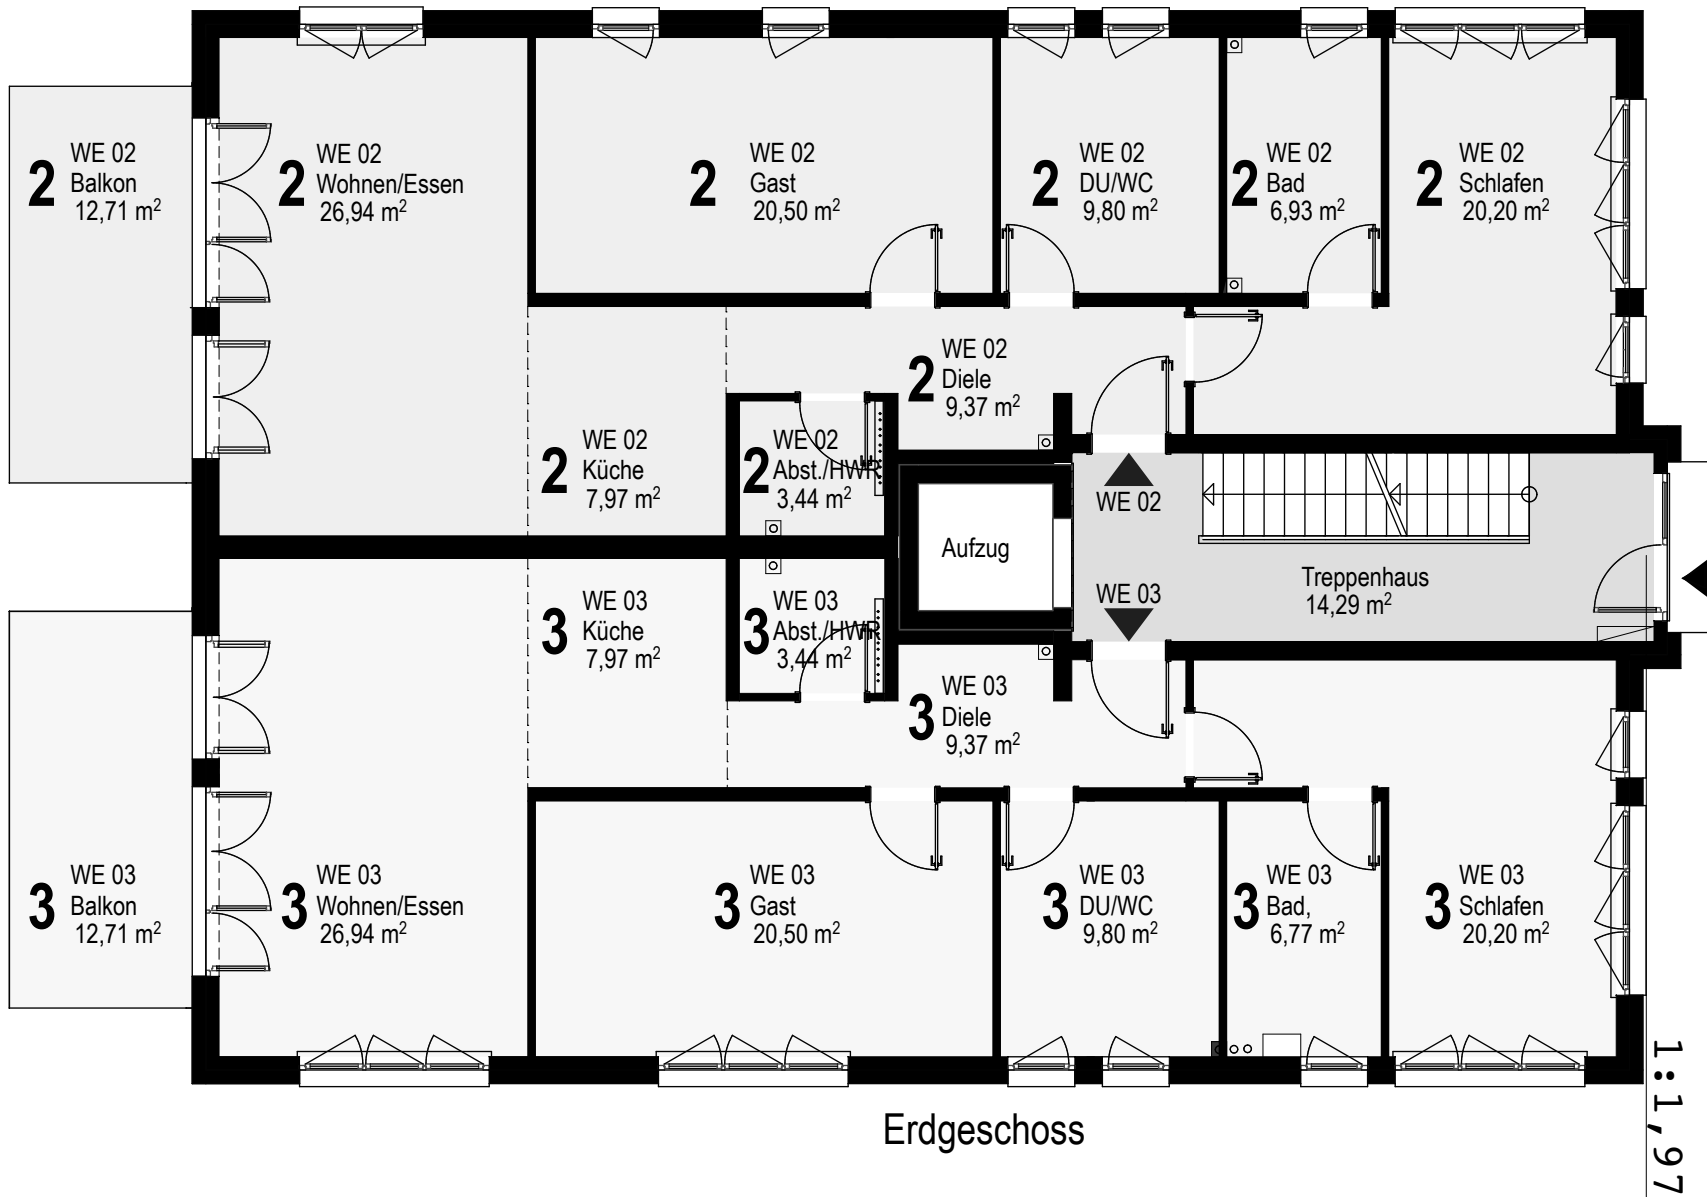 2
WE 02
Balkon
12,71 m²
2
WE 02
Wohnen/Essen
26,94 m²
2
WE 02
Gast
20,50 m²
2
WE 02
DU/WC
9,80 m²
2
WE 02
Bad
6,93 m²
2
WE 02
Schlafen
20,20 m²
2
WE 02
Diele
9,37 m²
2
WE 02
Küche
7,97 m²
2
WE 02
Abst./HWR
3,44 m²
WE 02
Aufzug
Treppenhaus
14,29 m²
WE 03
3
WE 03
Küche
7,97 m²
3
WE 03
Abst./HWR
3,44 m²
3
WE 03
Diele
9,37 m²
3
WE 03
Balkon
12,71 m²
3
WE 03
Wohnen/Essen
26,94 m²
3
WE 03
Gast
20,50 m²
3
WE 03
DU/WC
9,80 m²
3
WE 03
Bad,
6,77 m²
3
WE 03
Schlafen
20,20 m²
Erdgeschoss
1:1,97